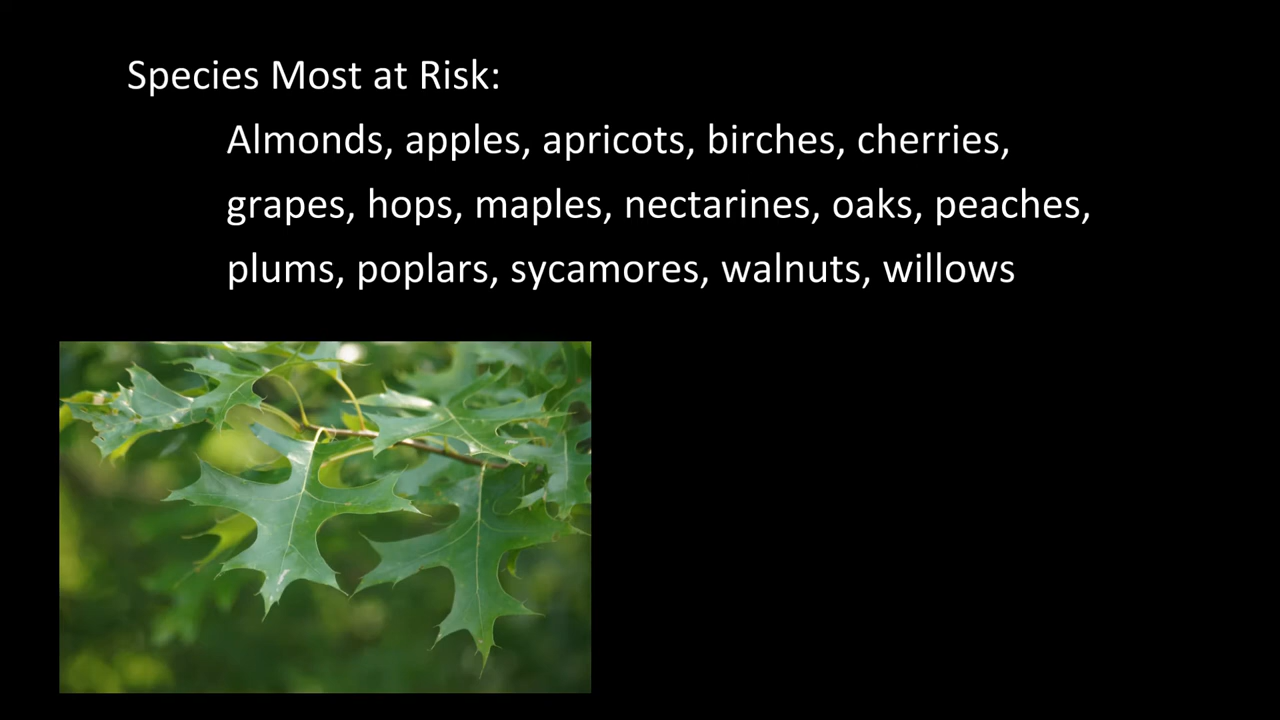 Species Most at Risk:
Almonds, apples, apricots, birches, cherries,
grapes, hops, maples, nectarines, oaks, peaches,
plums, poplars, sycamores, walnuts, willows